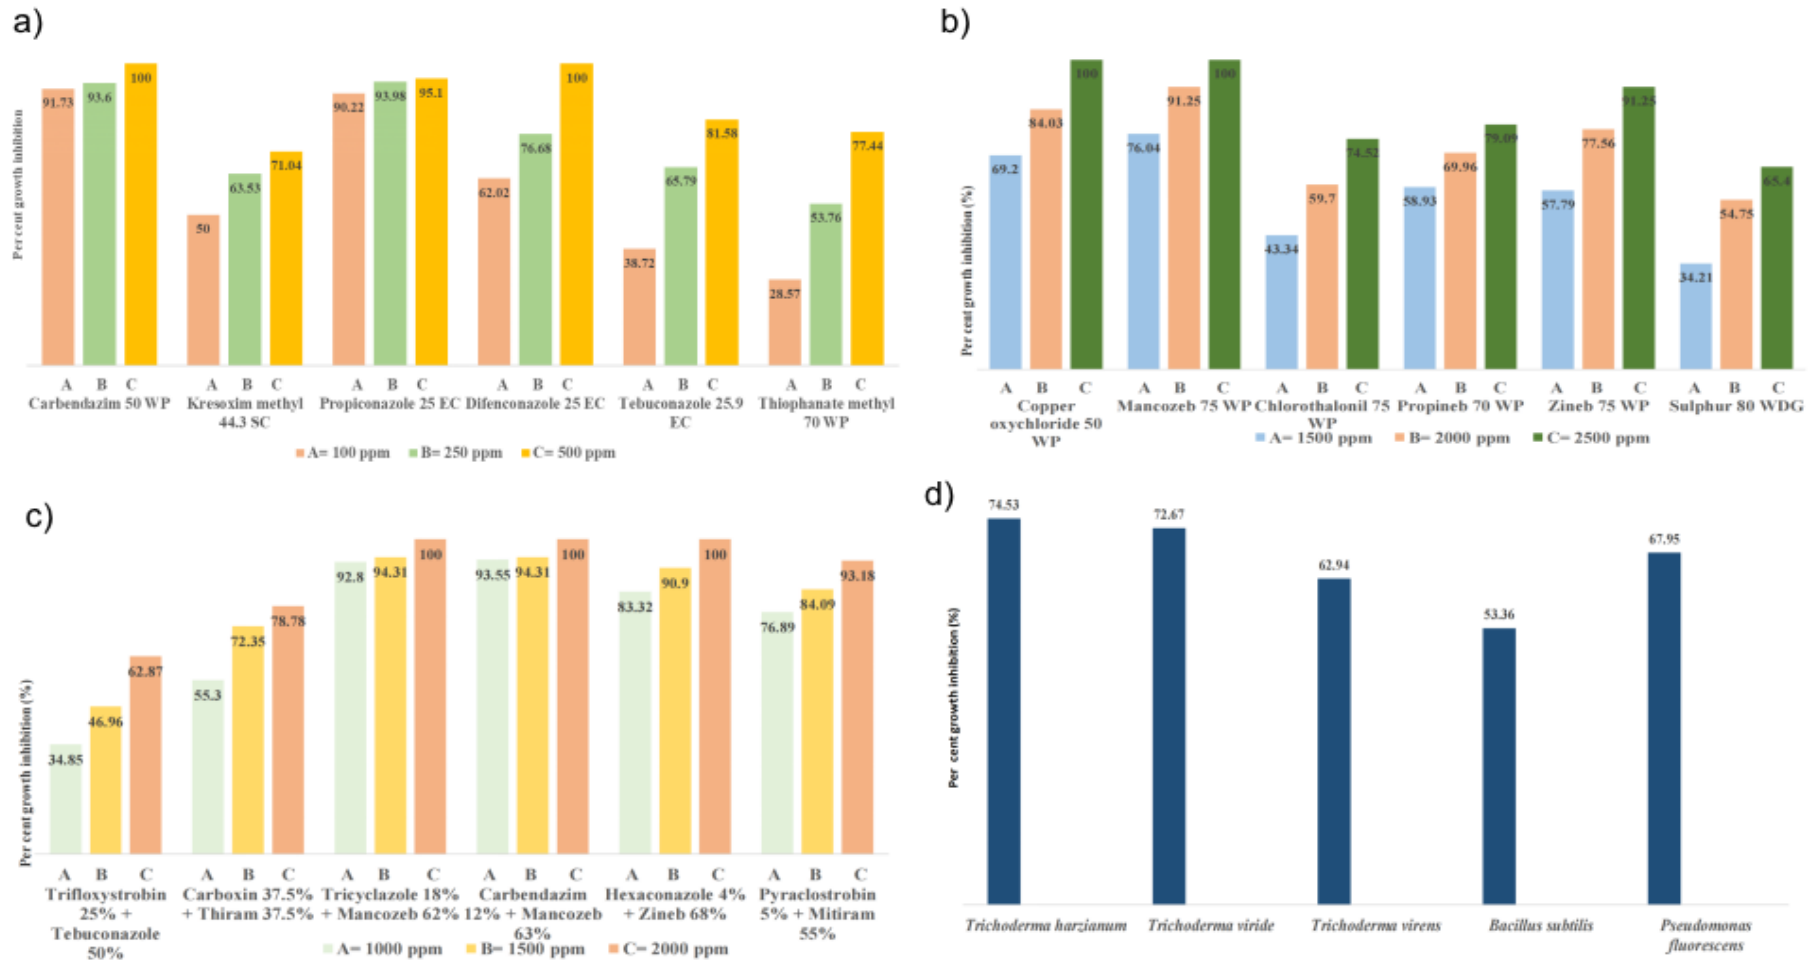 a)
Per cent growth inhibition
91.73
93.6
100
50
63.53
71.04
90.22
93.98
95.1
62.02
76.68
100
38.72
65.79
81.58
28.57
53.76
77.44
A B C A B C A B C A B C A B C A B C
Carbendazim 50 WP
Kresoxim methyl
44.3 SC
Propiconazole 25 EC
Difenconazole 25 EC
Tebuconazole 25.9
EC
Thiophanate methyl
70 WP
A= 100 ppm B= 250 ppm C= 500 ppm
b)
Per cent growth inhibition (%)
69.2
84.03
100
76.04
91.25
100
43.34
59.7
74.52
58.93
69.96
79.09
57.79
77.56
91.25
34.21
54.75
65.4
A B C A B C A B C A B C A B C A B C
Copper
oxychloride 50
WP
Mancozeb 75 WP
Chlorothalonil 75
WP
Propineb 70 WP
Zineb 75 WP
Sulphur 80 WDG
A= 1500 ppm B= 2000 ppm C= 2500 ppm
c)
Per cent growth inhibition (%)
34.85
46.96
62.87
55.3
72.35
78.78
92.8
94.31
100
93.55
94.31
100
83.32
90.9
100
76.89
84.09
93.18
A B C A B C A B C A B C A B C A B C
Trifloxystrobin
25% +
Tebuconazole
50%
Carboxin 37.5%
+ Thiram 37.5%
Tricyclazole 18%
+ Mancozeb 62%
Carbendazim
12% + Mancozeb
63%
Hexaconazole 4%
+ Zineb 68%
Pyraclostrobin
5% + Mitiram
55%
A= 1000 ppm B= 1500 ppm C= 2000 ppm
d)
Per cent growth inhibition (%)
74.53
72.67
62.94
53.36
67.95
Trichoderma harzianum
Trichoderma viride
Trichoderma virens
Bacillus subtilis
Pseudomonas
fluorescens